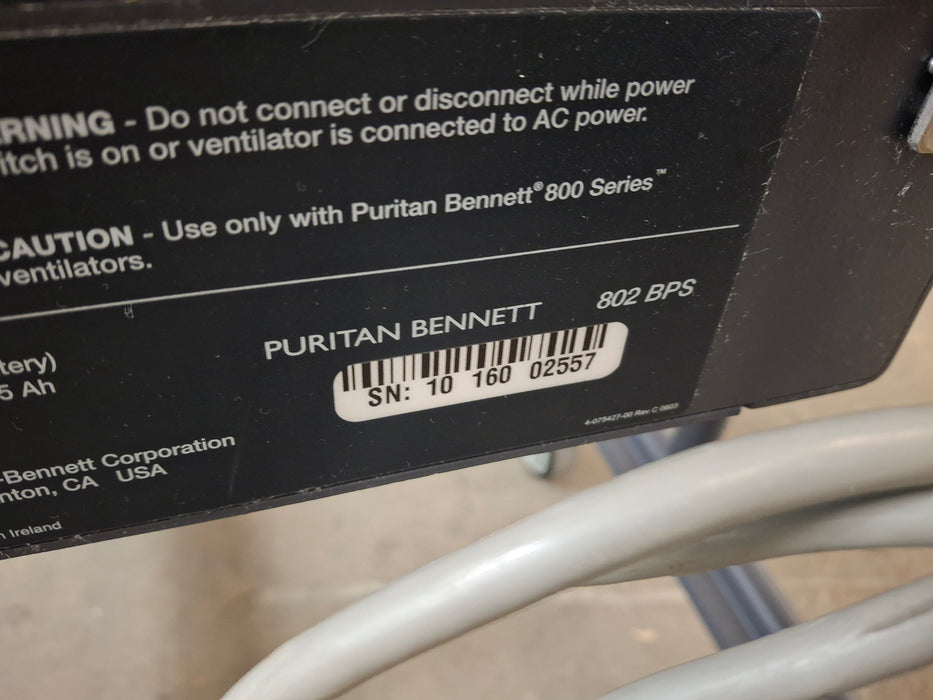 RNING - Do not connect or disconnect while power
itch is on or ventilator is connected to AC power.
CAUTION - Use only with Puritan Bennett® 800 Series™
ventilators.
PURITAN BENNETT 802 BPS
tery)
5 Ah
SN: 10 160 02557
4-075427-00 Rev C 0603
-Bennett Corporation
nton, CA USA
n Ireland